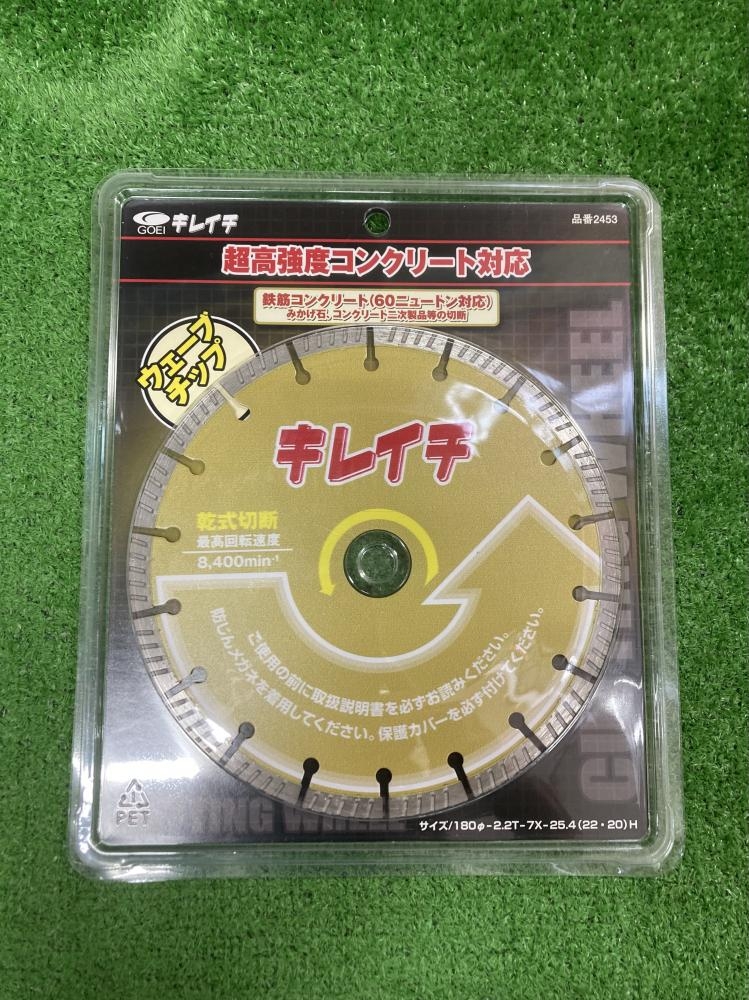 GOEI キレイチ
品番2453
超高強度コンクリート対応
鉄筋コンクリート(60ニュートン対応)
みかげ石、コンクリート二次製品等の切断
ウェーブ
チップ
キレイチ
乾式切断
最高回転速度
8,400min⁻¹
ご使用の前に取扱説明書を必ずお読みください。
防じんメガネを着用してください。保護カバーを必ず付けてください。
PET
サイズ/180φ-2.2T-7X-25.4(22・20)H